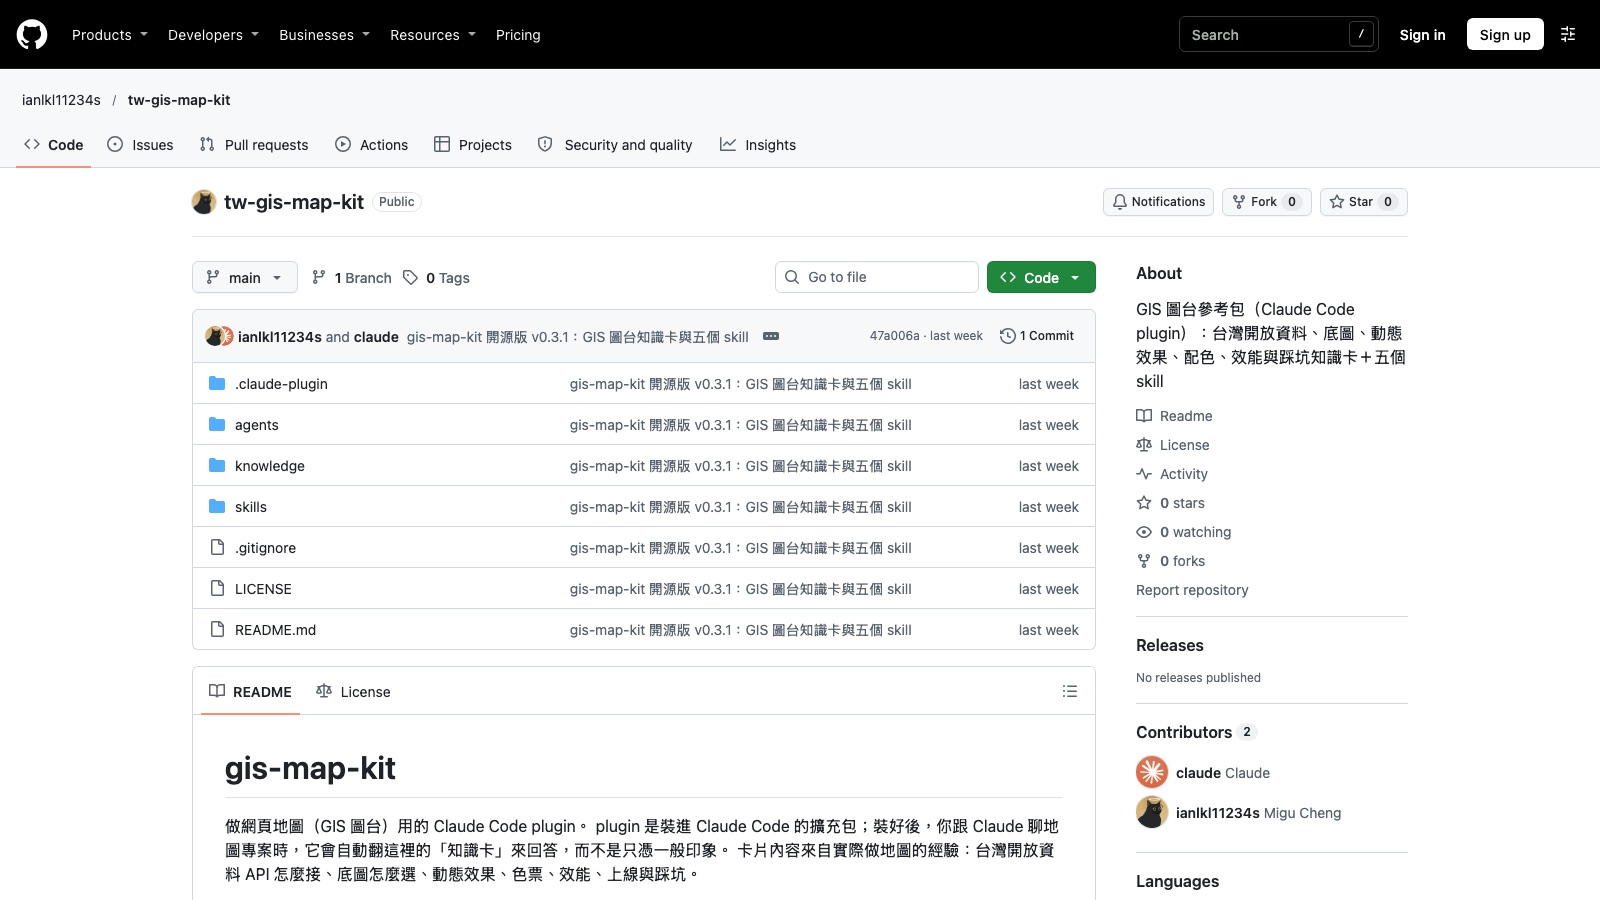 Products Developers Businesses Resources Pricing Search / Sign in Sign up
ianlkl11234s / tw-gis-map-kit
Code Issues Pull requests Actions Projects Security and quality Insights
tw-gis-map-kit Public Notifications Fork 0 Star 0
main 1 Branch 0 Tags Go to file Code
ianlkl11234s and claude gis-map-kit 開源版 v0.3.1：GIS 圖台知識卡與五個 skill 47a006a · last week 1 Commit
.claude-plugin gis-map-kit 開源版 v0.3.1：GIS 圖台知識卡與五個 skill last week
agents gis-map-kit 開源版 v0.3.1：GIS 圖台知識卡與五個 skill last week
knowledge gis-map-kit 開源版 v0.3.1：GIS 圖台知識卡與五個 skill last week
skills gis-map-kit 開源版 v0.3.1：GIS 圖台知識卡與五個 skill last week
.gitignore gis-map-kit 開源版 v0.3.1：GIS 圖台知識卡與五個 skill last week
LICENSE gis-map-kit 開源版 v0.3.1：GIS 圖台知識卡與五個 skill last week
README.md gis-map-kit 開源版 v0.3.1：GIS 圖台知識卡與五個 skill last week
README License
gis-map-kit
做網頁地圖（GIS 圖台）用的 Claude Code plugin。 plugin 是裝進 Claude Code 的擴充包；裝好後，你跟 Claude 聊地
圖專案時，它會自動翻這裡的「知識卡」來回答，而不是只憑一般印象。 卡片內容來自實際做地圖的經驗：台灣開放資
料 API 怎麼接、底圖怎麼選、動態效果、色票、效能、上線與踩坑。
About
GIS 圖台參考包（Claude Code
plugin）：台灣開放資料、底圖、動態
效果、配色、效能與踩坑知識卡＋五個
skill
Readme
License
Activity
0 stars
0 watching
0 forks
Report repository
Releases
No releases published
Contributors 2
claude Claude
ianlkl11234s Migu Cheng
Languages